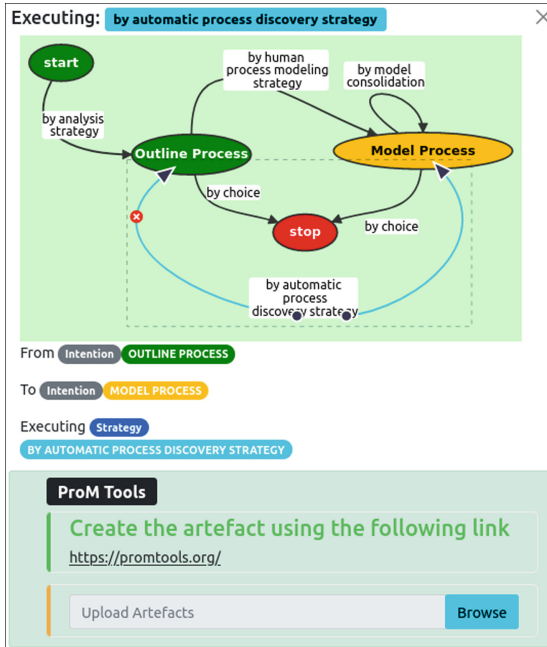 Executing: by automatic process discovery strategy
start
by human
process modeling
strategy
by model
consolidation
by analysis
strategy
Outline Process
Model Process
by choice
stop
by choice
by automatic
process
discovery strategy
From Intention OUTLINE PROCESS
To Intention MODEL PROCESS
Executing Strategy
BY AUTOMATIC PROCESS DISCOVERY STRATEGY
ProM Tools
Create the artefact using the following link
https://promtools.org/
Upload Artefacts Browse